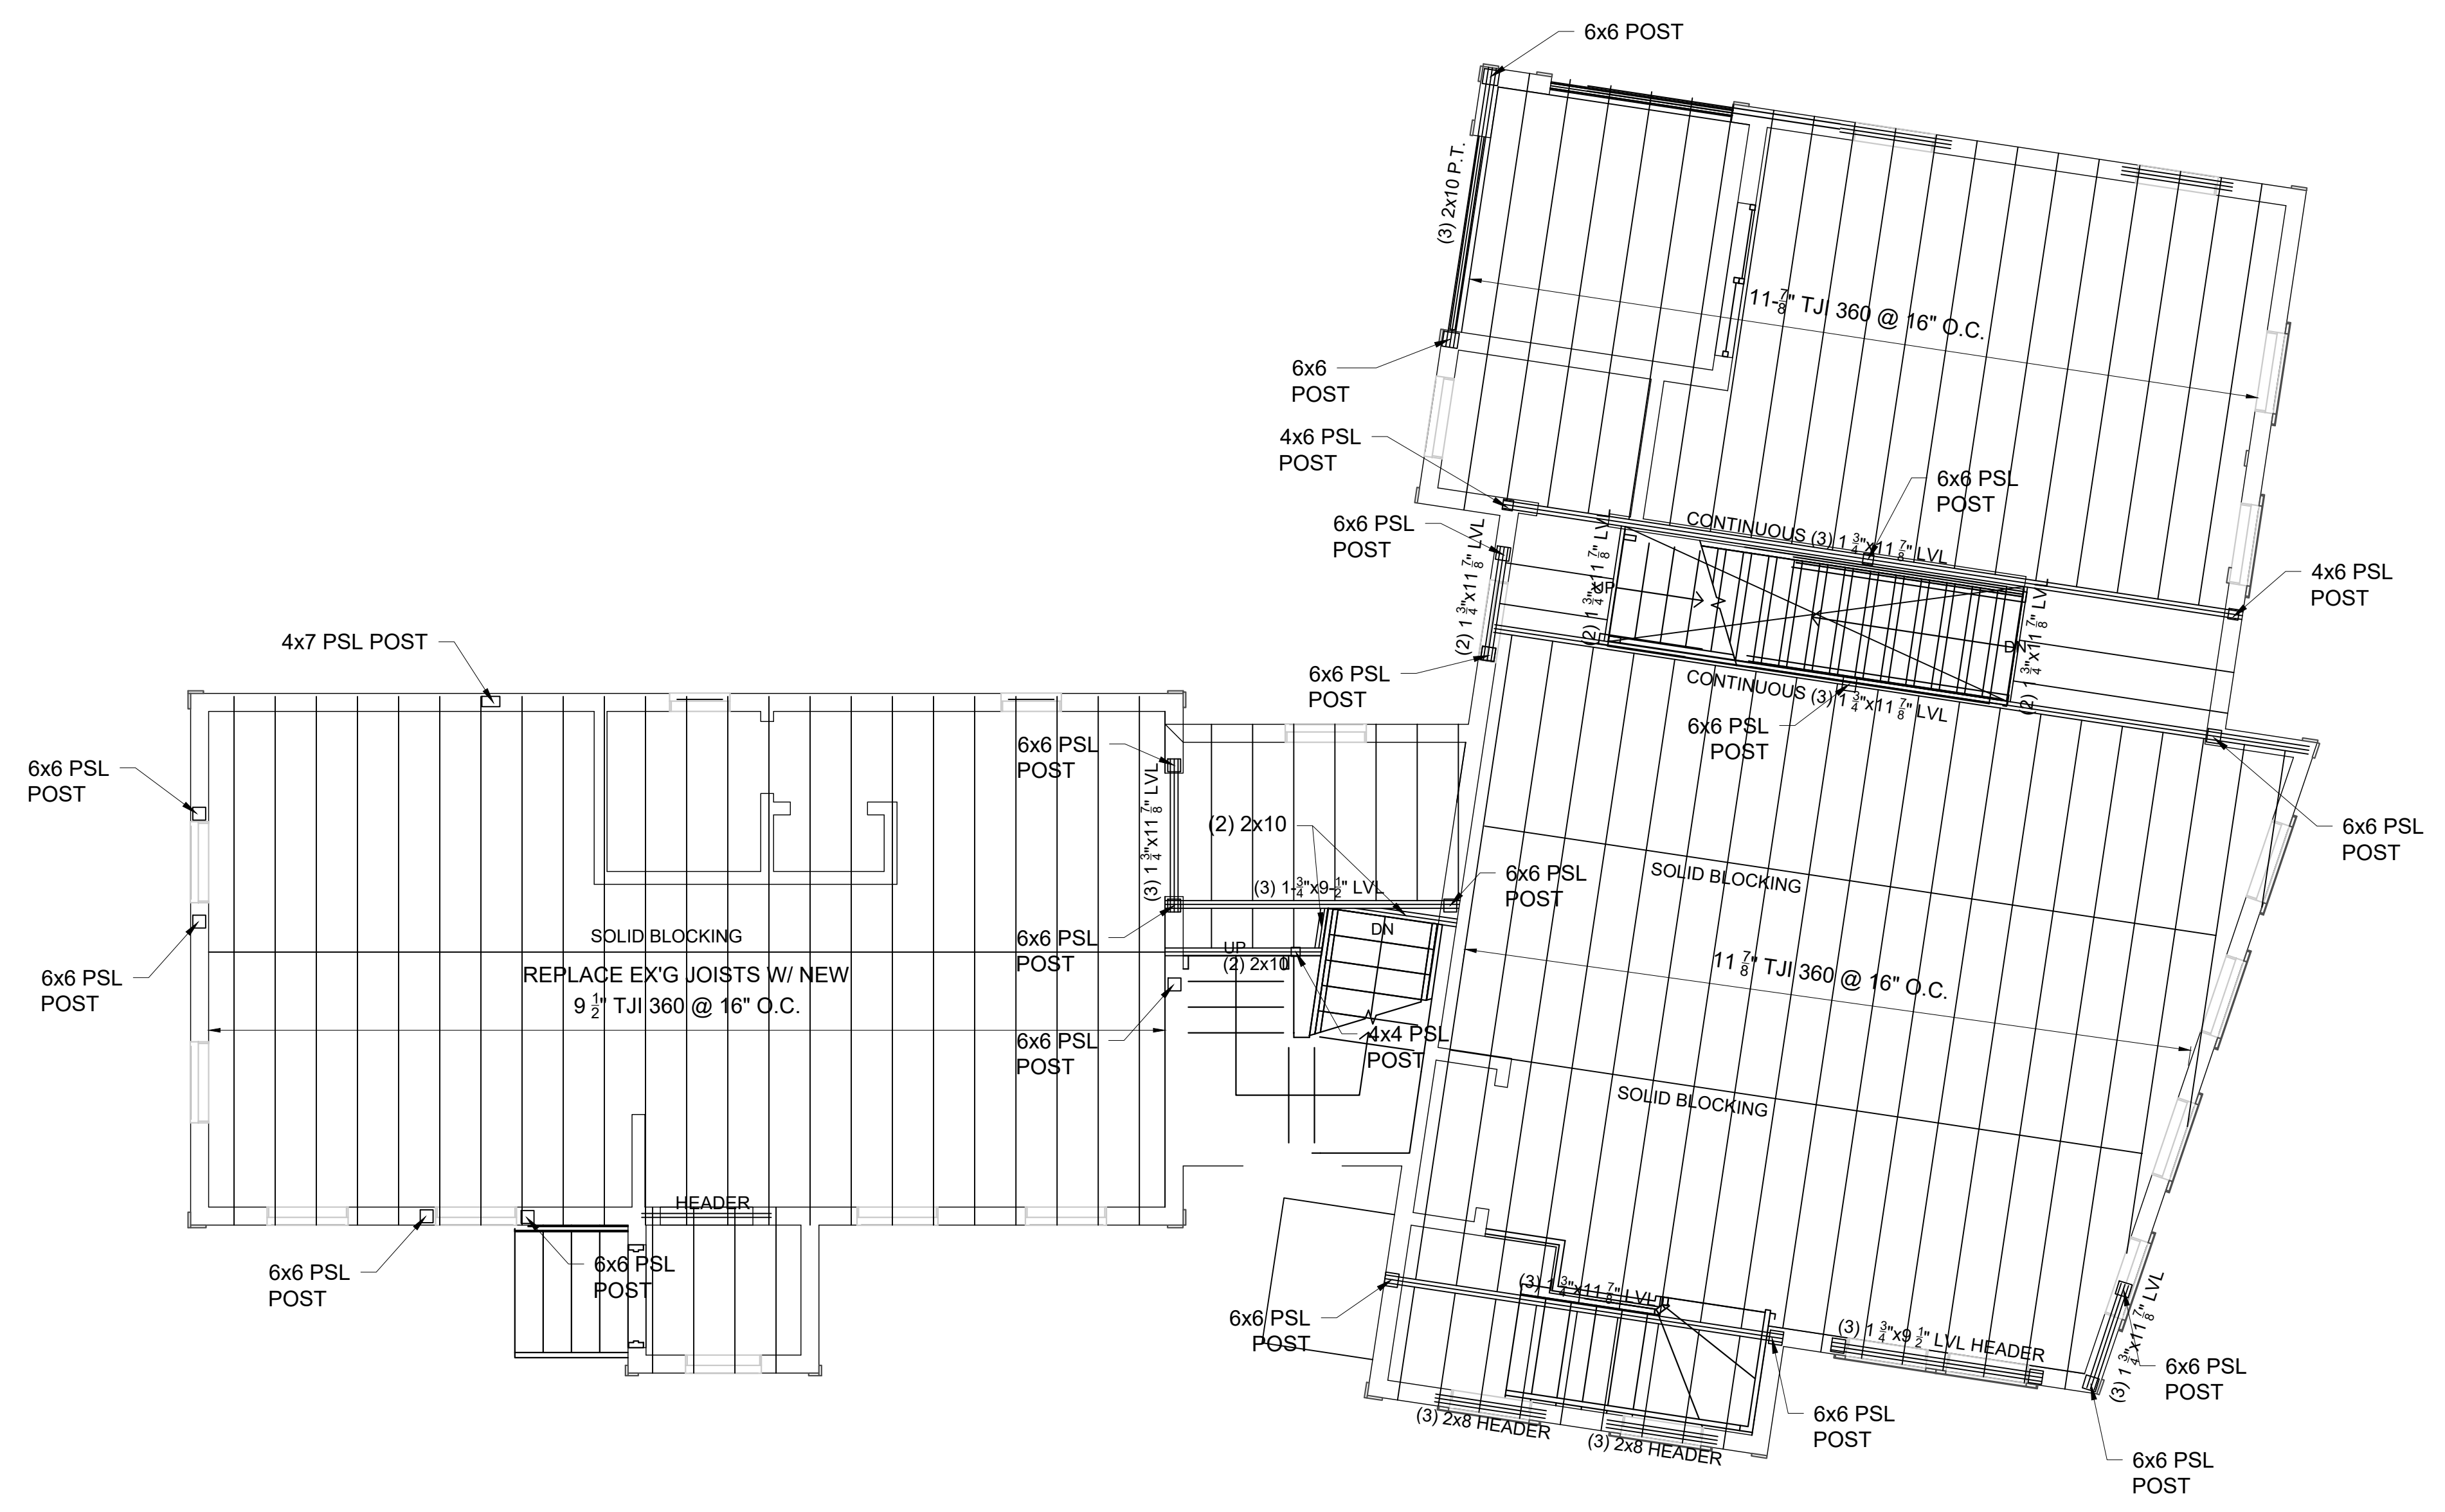 6x6 POST
(3) 2x10 P.T.
11-7/8" TJI 360 @ 16" O.C.
6x6
POST
4x6 PSL
POST
6x6 PSL
POST
6x6 PSL
POST
CONTINUOUS (3) 1 3/4"x11 7/8" LVL
(2) 1 3/4"x11 7/8" LVL
(2) 1 3/4"x11 7/8" LVL
UP
4x6 PSL
POST
DN
(2) 1 3/4"x11 7/8" LVL
4x7 PSL POST
6x6 PSL
POST
CONTINUOUS (3) 1 3/4"x11 7/8" LVL
6x6 PSL
POST
6x6 PSL
POST
6x6 PSL
POST
(3) 1 3/4"x11 7/8" LVL
(2) 2x10
6x6 PSL
POST
(3) 1-3/4"x9-1/2" LVL
6x6 PSL
POST
SOLID BLOCKING
SOLID BLOCKING
REPLACE EX'G JOISTS W/ NEW
9 1/2" TJI 360 @ 16" O.C.
6x6 PSL
POST
6x6 PSL
POST
UP
(2) 2x10
DN
11 7/8" TJI 360 @ 16" O.C.
6x6 PSL
POST
4x4 PSL
POST
SOLID BLOCKING
HEADER
6x6 PSL
POST
6x6 PSL
POST
(3) 1 3/4"x11 7/8" LVL
6x6 PSL
POST
(3) 1 3/4"x9 1/2" LVL HEADER
(3) 1 3/4"x11 7/8" LVL
6x6 PSL
POST
(3) 2x8 HEADER
(3) 2x8 HEADER
6x6 PSL
POST
6x6 PSL
POST